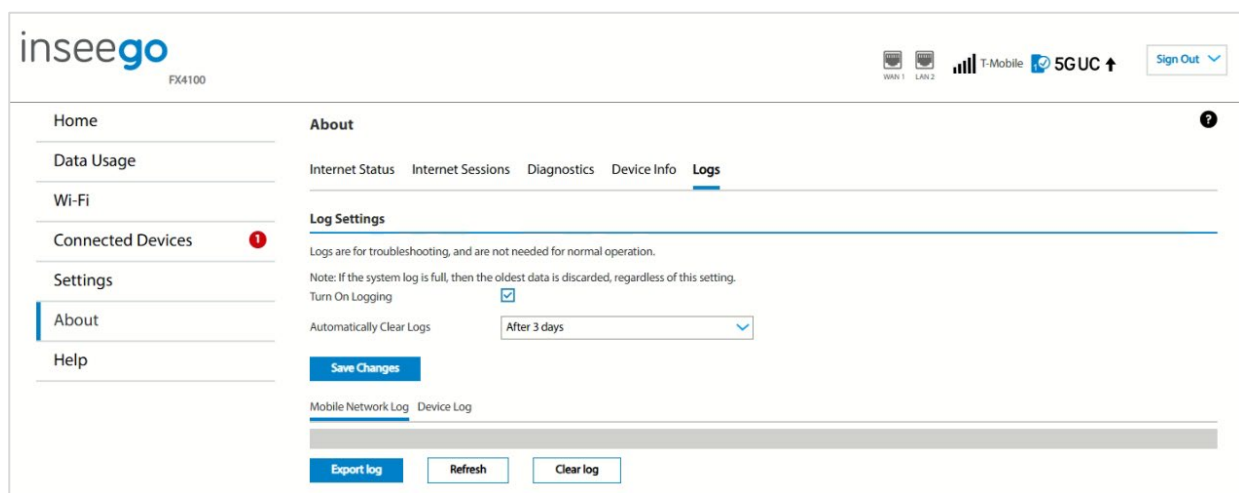 inseego
FX4100
WAN 1
LAN 2
T-Mobile 5G UC
Sign Out
Home
Data Usage
Wi-Fi
Connected Devices 1
Settings
About
Help
About
?
Internet Status Internet Sessions Diagnostics Device Info Logs
Log Settings
Logs are for troubleshooting, and are not needed for normal operation.
Note: If the system log is full, then the oldest data is discarded, regardless of this setting.
Turn On Logging
Automatically Clear Logs After 3 days
Save Changes
Mobile Network Log Device Log
Export log Refresh Clear log